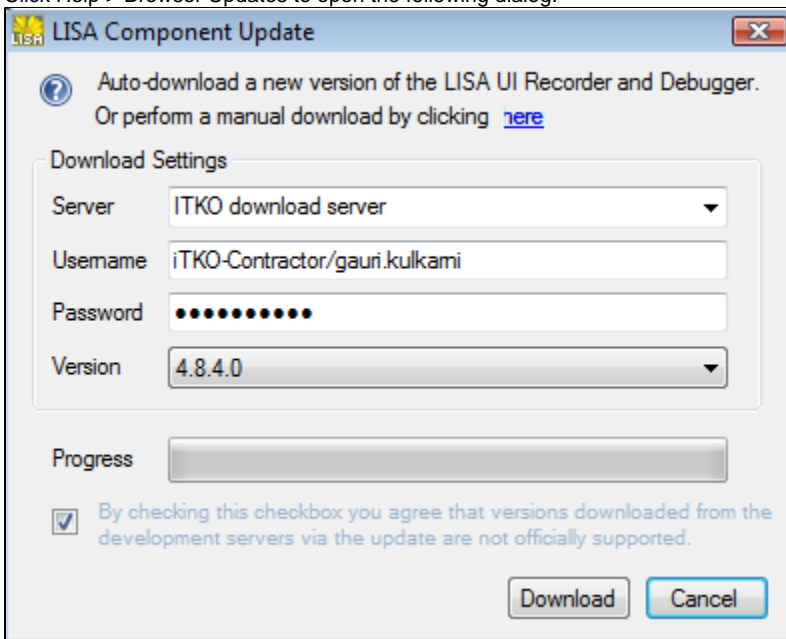 Click Help > Browser Updates to open the following dialog:
LISA LISA Component Update
Auto-download a new version of the LISA UI Recorder and Debugger.
Or perform a manual download by clicking here
Download Settings
Server ITKO download server
Username iTKO-Contractor/gauri.kulkarni
Password ●●●●●●●●●●
Version 4.8.4.0
Progress
By checking this checkbox you agree that versions downloaded from the
development servers via the update are not officially supported.
Download Cancel